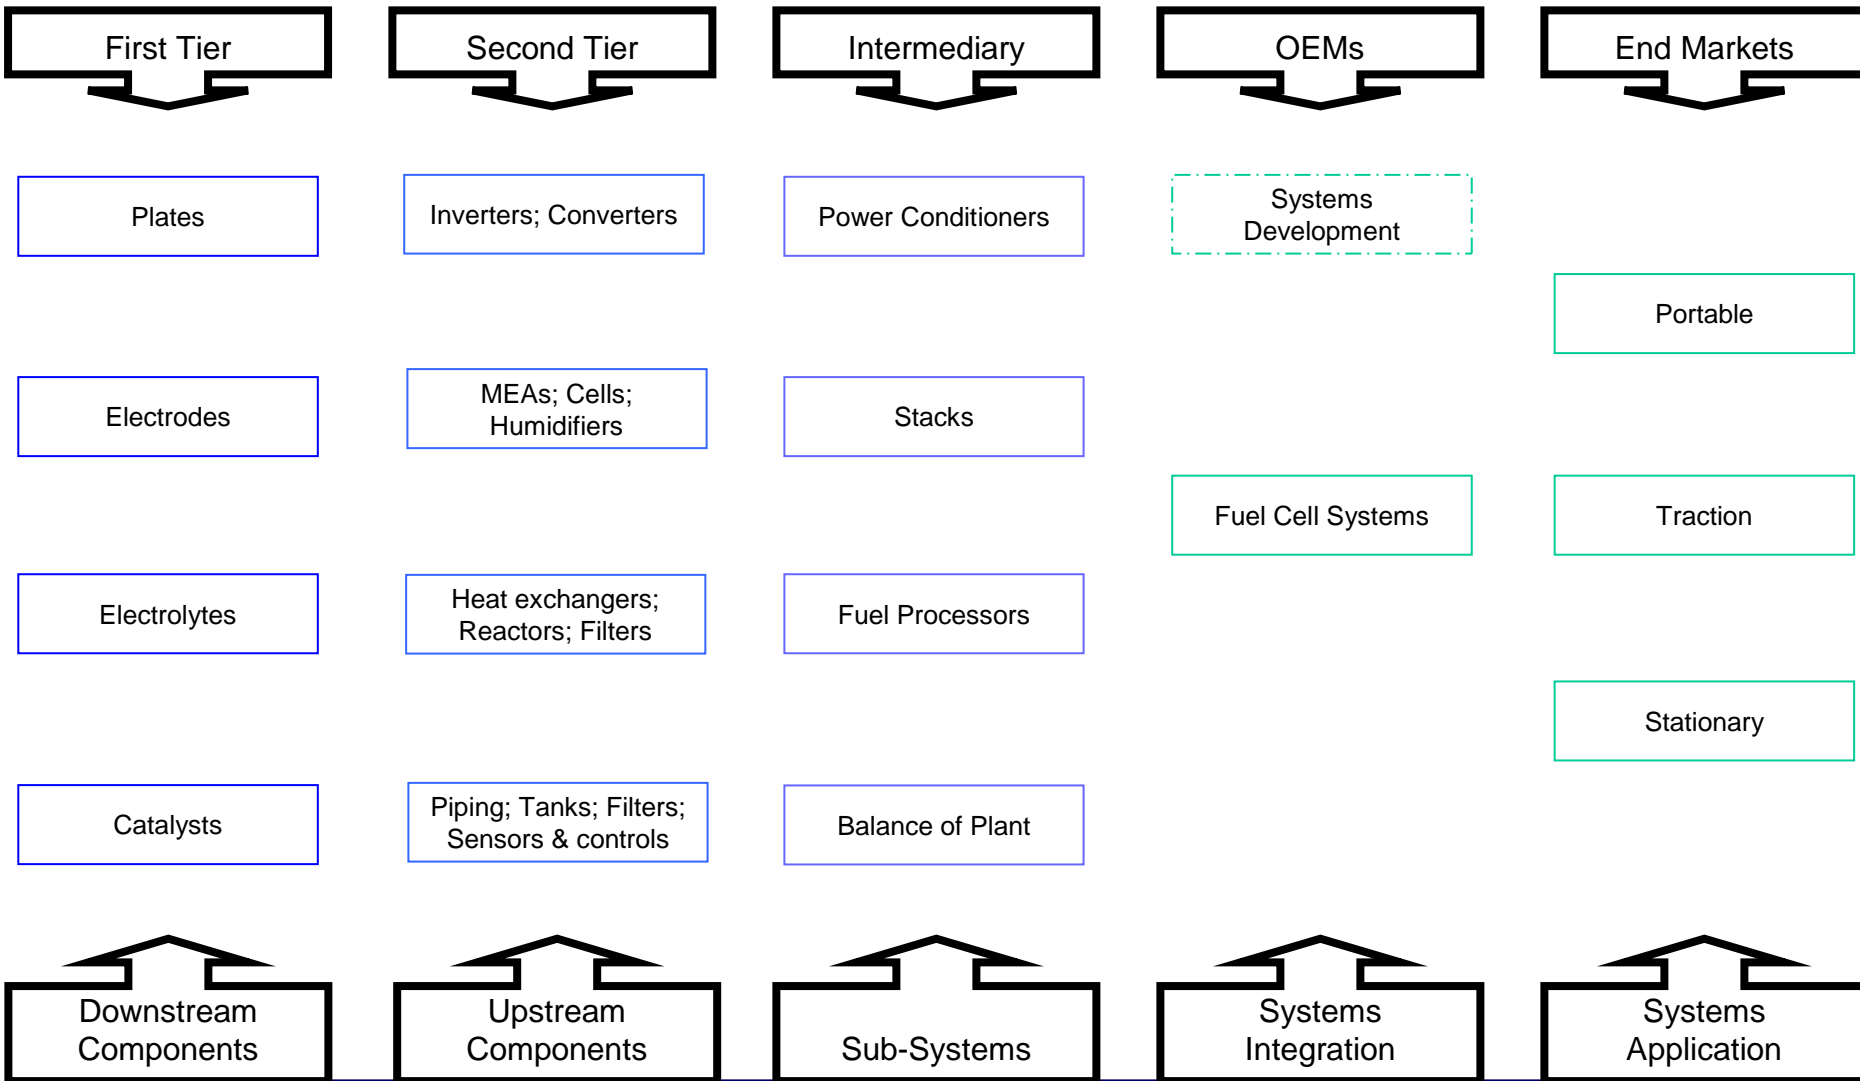 First Tier
Second Tier
Intermediary
OEMs
End Markets
Plates
Inverters; Converters
Power Conditioners
Systems
Development
Portable
Electrodes
MEAs; Cells;
Humidifiers
Stacks
Fuel Cell Systems
Traction
Electrolytes
Heat exchangers;
Reactors; Filters
Fuel Processors
Stationary
Catalysts
Piping; Tanks; Filters;
Sensors & controls
Balance of Plant
Downstream
Components
Upstream
Components
Sub-Systems
Systems
Integration
Systems
Application